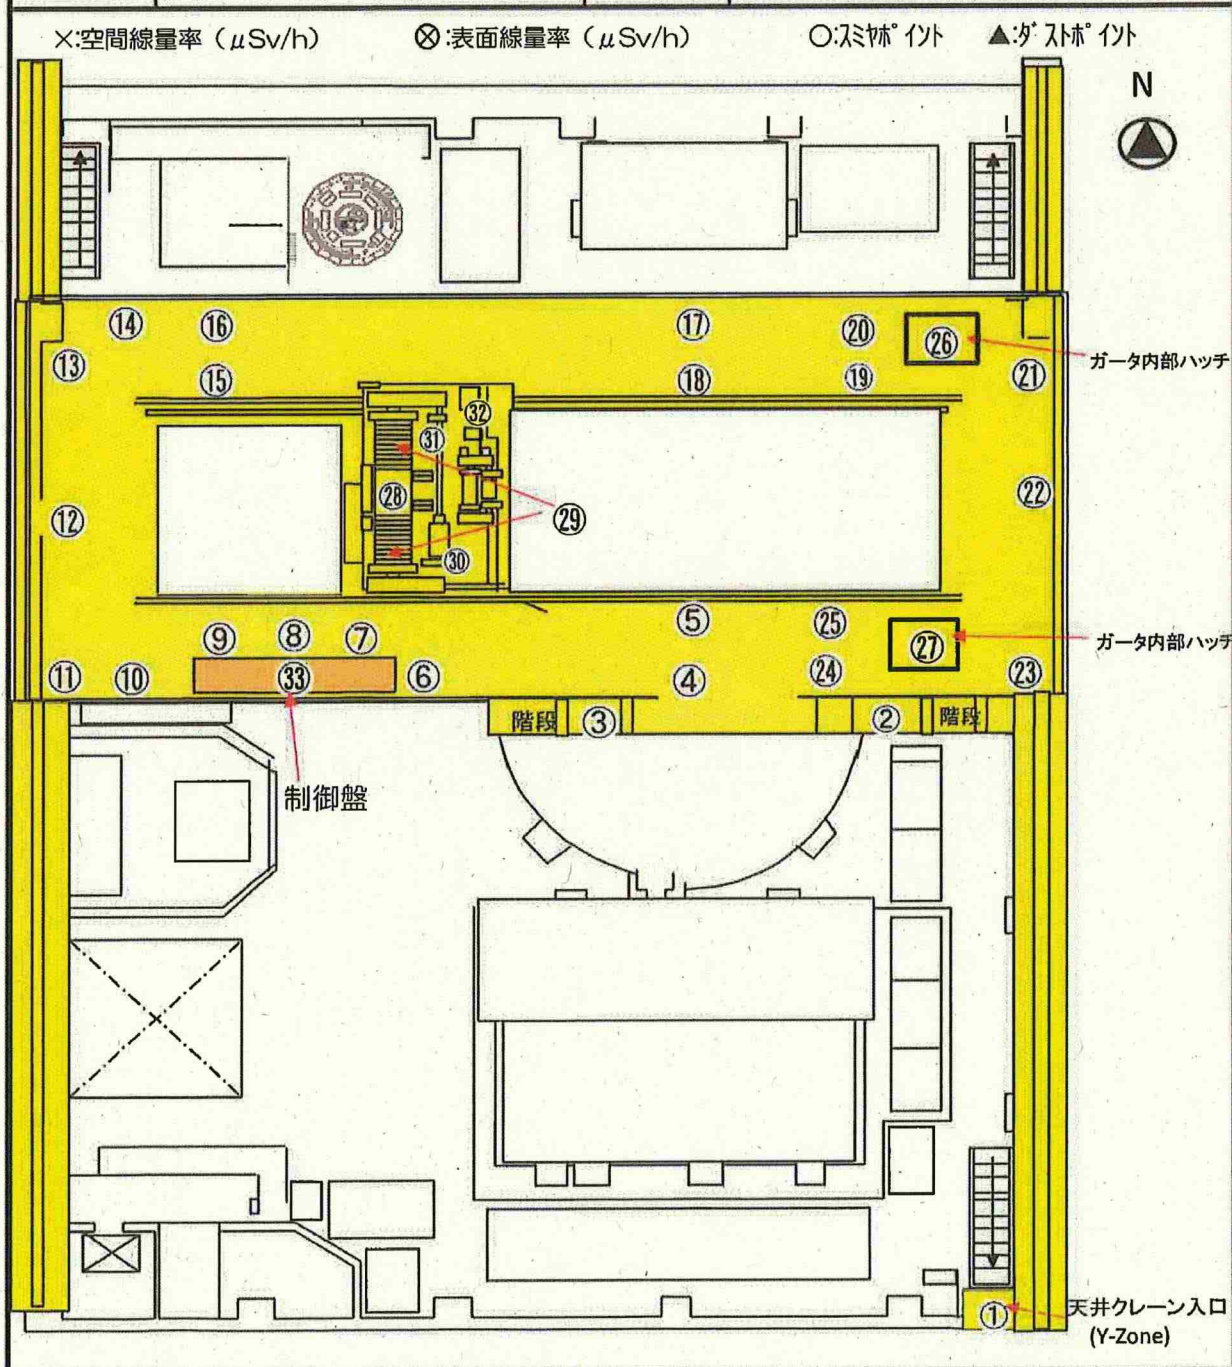 ×:空間線量率（μSv/h） ⊗:表面線量率（μSv/h） ○:スミヤポイント ▲:ダストポイント
N
⑭ ⑯ ⑰ ⑳ ㉖
ガータ内部ハッチ
⑬ ⑮ ⑱ ⑲ ㉑
㉜
㉛
㉘ ㉒
⑫ ㉙
㉚
⑤ ㉕
⑨ ⑧ ⑦ ㉗
ガータ内部ハッチ
⑪ ⑩ ㉝ ⑥ ④ ㉔ ㉓
階段 ③ ② 階段
制御盤
① 天井クレーン入口
(Y-Zone)